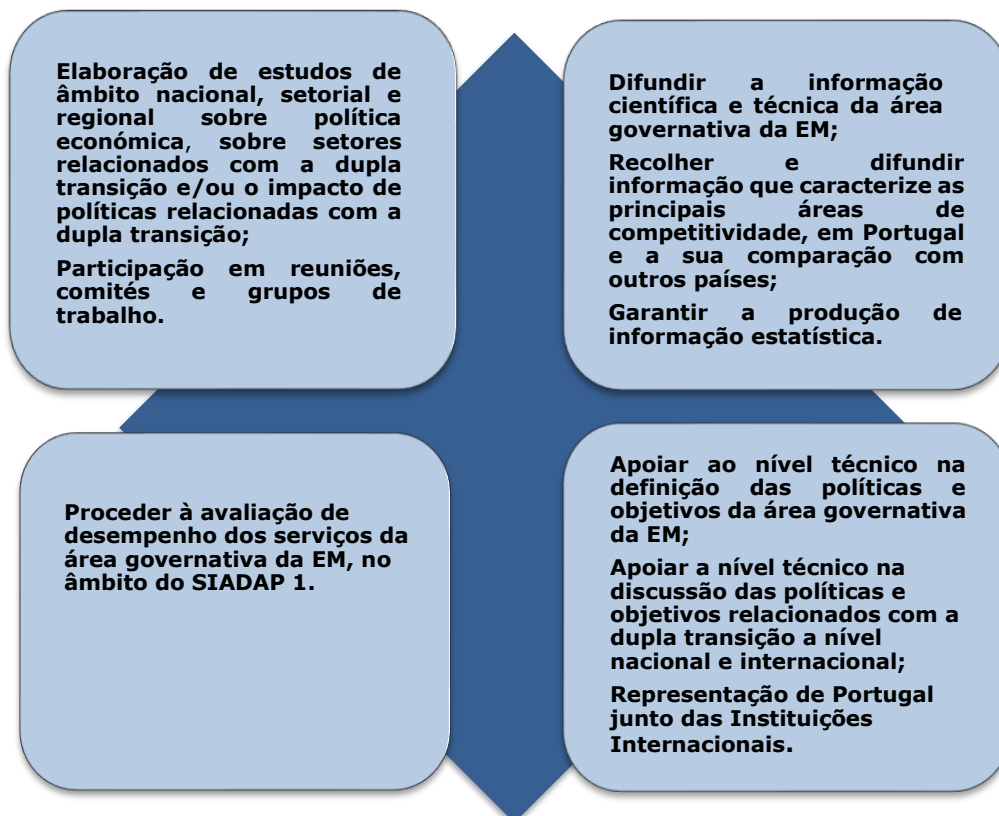 Elaboração de estudos de
âmbito nacional, setorial e
regional sobre política
económica, sobre setores
relacionados com a dupla
transição e/ou o impacto de
políticas relacionadas com a
dupla transição;
Participação em reuniões,
comités e grupos de
trabalho.
Difundir a informação
científica e técnica da área
governativa da EM;
Recolher e difundir
informação que caracterize as
principais áreas de
competitividade, em Portugal
e a sua comparação com
outros países;
Garantir a produção de
informação estatística.
Proceder à avaliação de
desempenho dos serviços da
área governativa da EM, no
âmbito do SIADAP 1.
Apoiar ao nível técnico na
definição das políticas e
objetivos da área governativa
da EM;
Apoiar a nível técnico na
discussão das políticas e
objetivos relacionados com a
dupla transição a nível
nacional e internacional;
Representação de Portugal
junto das Instituições
Internacionais.